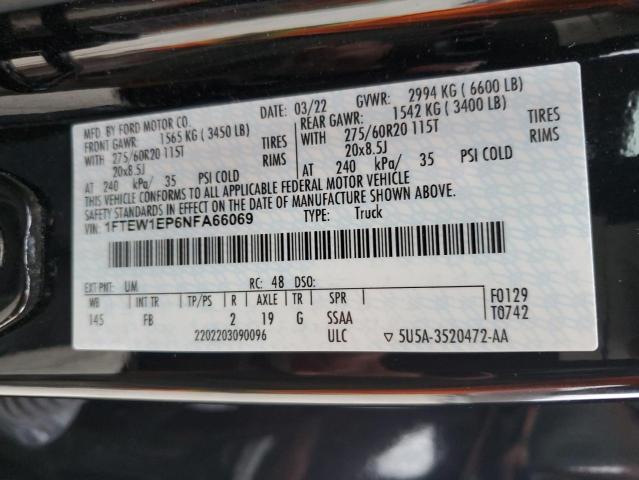 MFD. BY FORD MOTOR CO. 03/22 GVWR: 2994 KG ( 6600 LB)
FRONT GAWR: 1565 KG ( 3450 LB) REAR GAWR: 1542 KG ( 3400 LB)
WITH 275/60R20 115T TIRES WITH 275/60R20 115T TIRES
20x8.5J RIMS 20x8.5J RIMS
AT 240 kPa/ 35 PSI COLD AT 240 kPa/ 35 PSI COLD
THIS VEHICLE CONFORMS TO ALL APPLICABLE FEDERAL MOTOR VEHICLE
SAFETY STANDARDS IN EFFECT ON THE DATE OF MANUFACTURE SHOWN ABOVE.
VIN: 1FTEW1EP6NFA66069 TYPE: Truck
EXT PNT: UM RC: 48 DSO:
WB INT TR TP/PS R AXLE TR SPR F0129
145 FB 2 19 G SSAA T0742
2202203090096 ULC ▽ 5U5A-3520472-AA